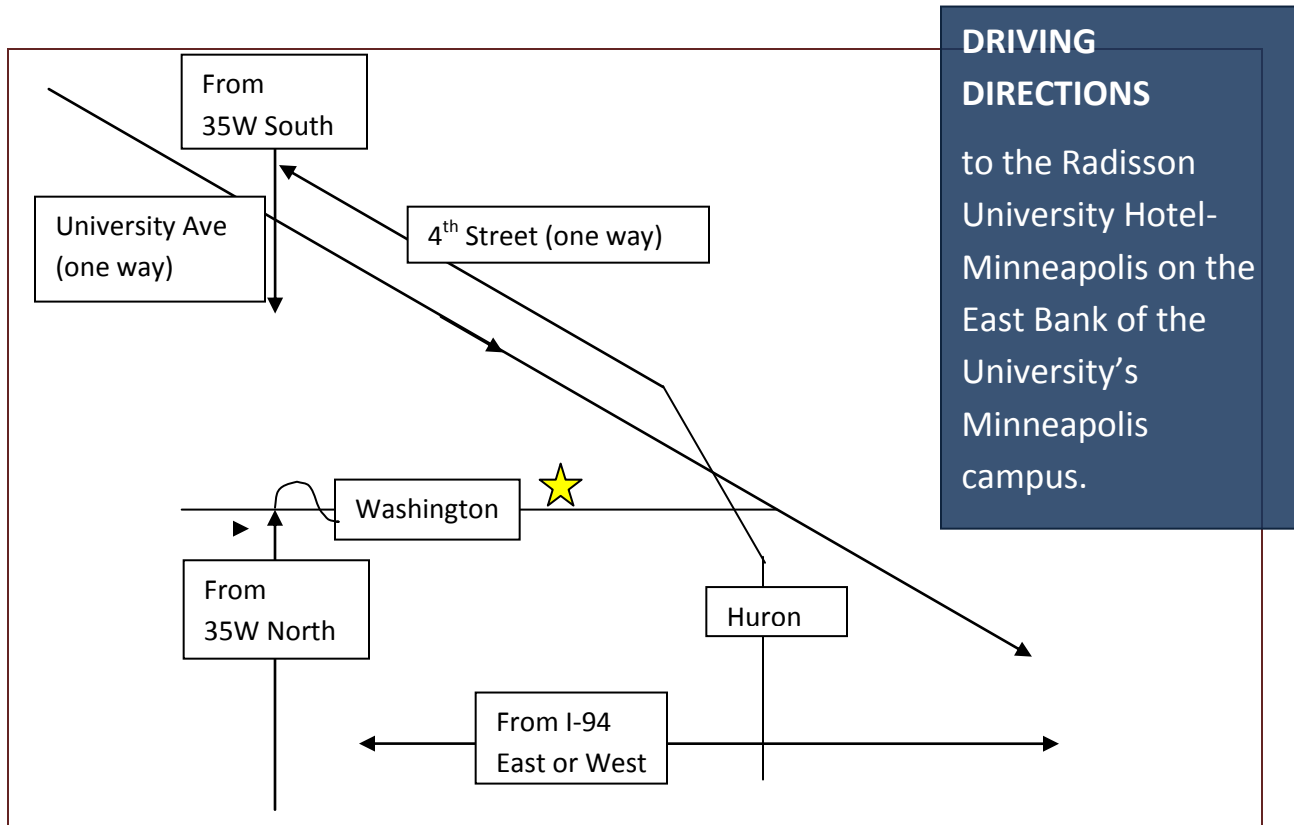 DRIVING
DIRECTIONS
to the Radisson
University Hotel-
Minneapolis on the
East Bank of the
University’s
Minneapolis
campus.
From
35W South
University Ave
(one way)
4th Street (one way)
Washington
From
35W North
Huron
From I-94
East or West